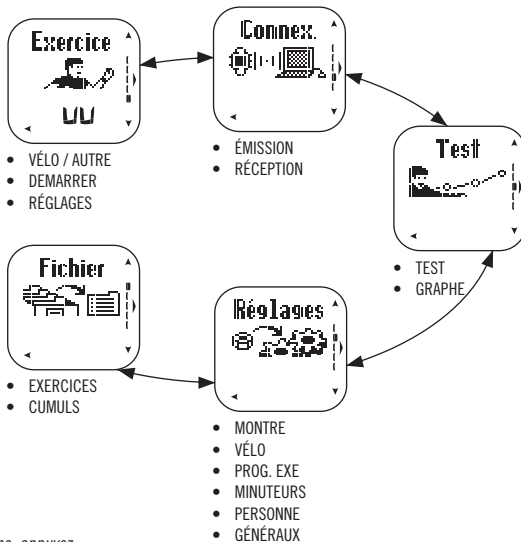 Exercice
• VÉLO / AUTRE
• DEMARRER
• RÉGLAGES
Connex.
• ÉMISSION
• RÉCEPTION
Test
• TEST
• GRAPHE
Fichier
• EXERCICES
• CUMULS
Réglages
• MONTRE
• VÉLO
• PROG. EXE
• MINUTEURS
• PERSONNE
• GÉNÉRAUX